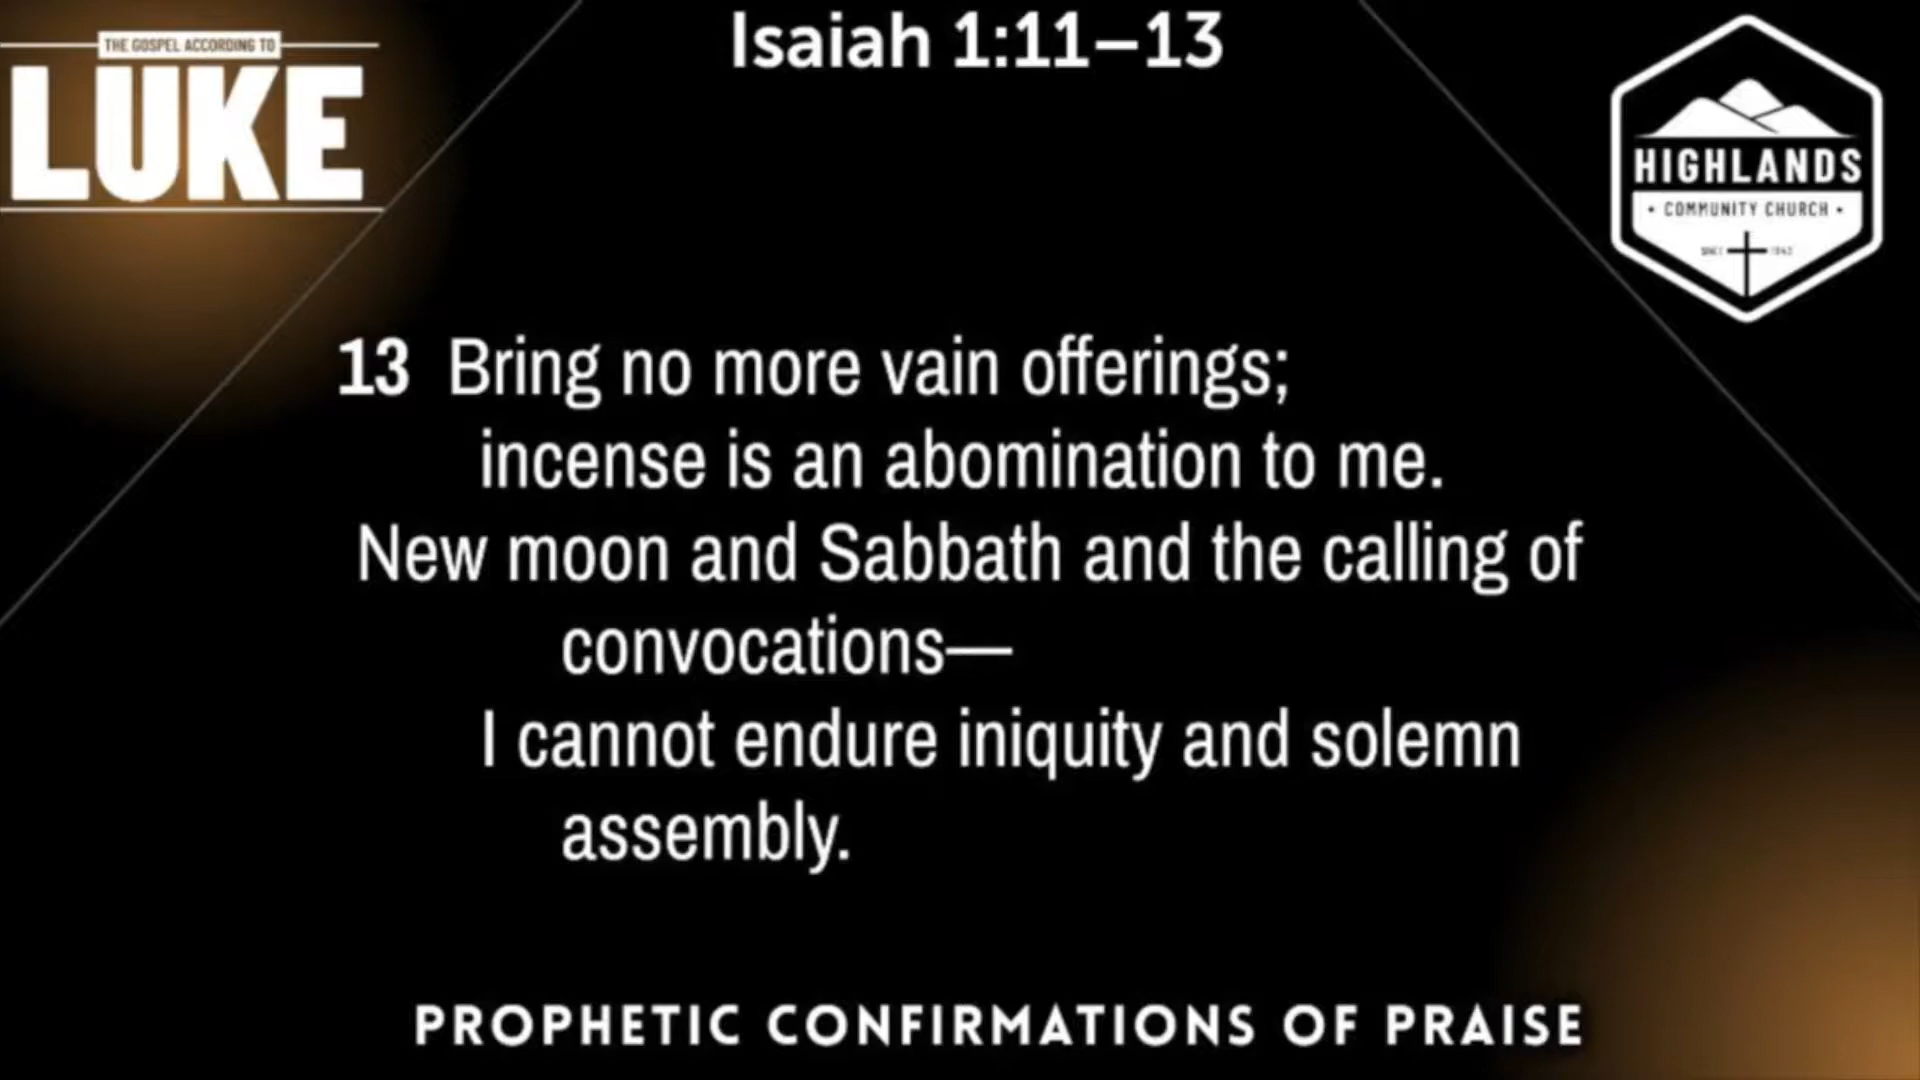 Isaiah 1:11–13
THE GOSPEL ACCORDING TO
LUKE
HIGHLANDS
• COMMUNITY CHURCH •
13 Bring no more vain offerings;
incense is an abomination to me.
New moon and Sabbath and the calling of
convocations—
I cannot endure iniquity and solemn
assembly.
PROPHETIC CONFIRMATIONS OF PRAISE